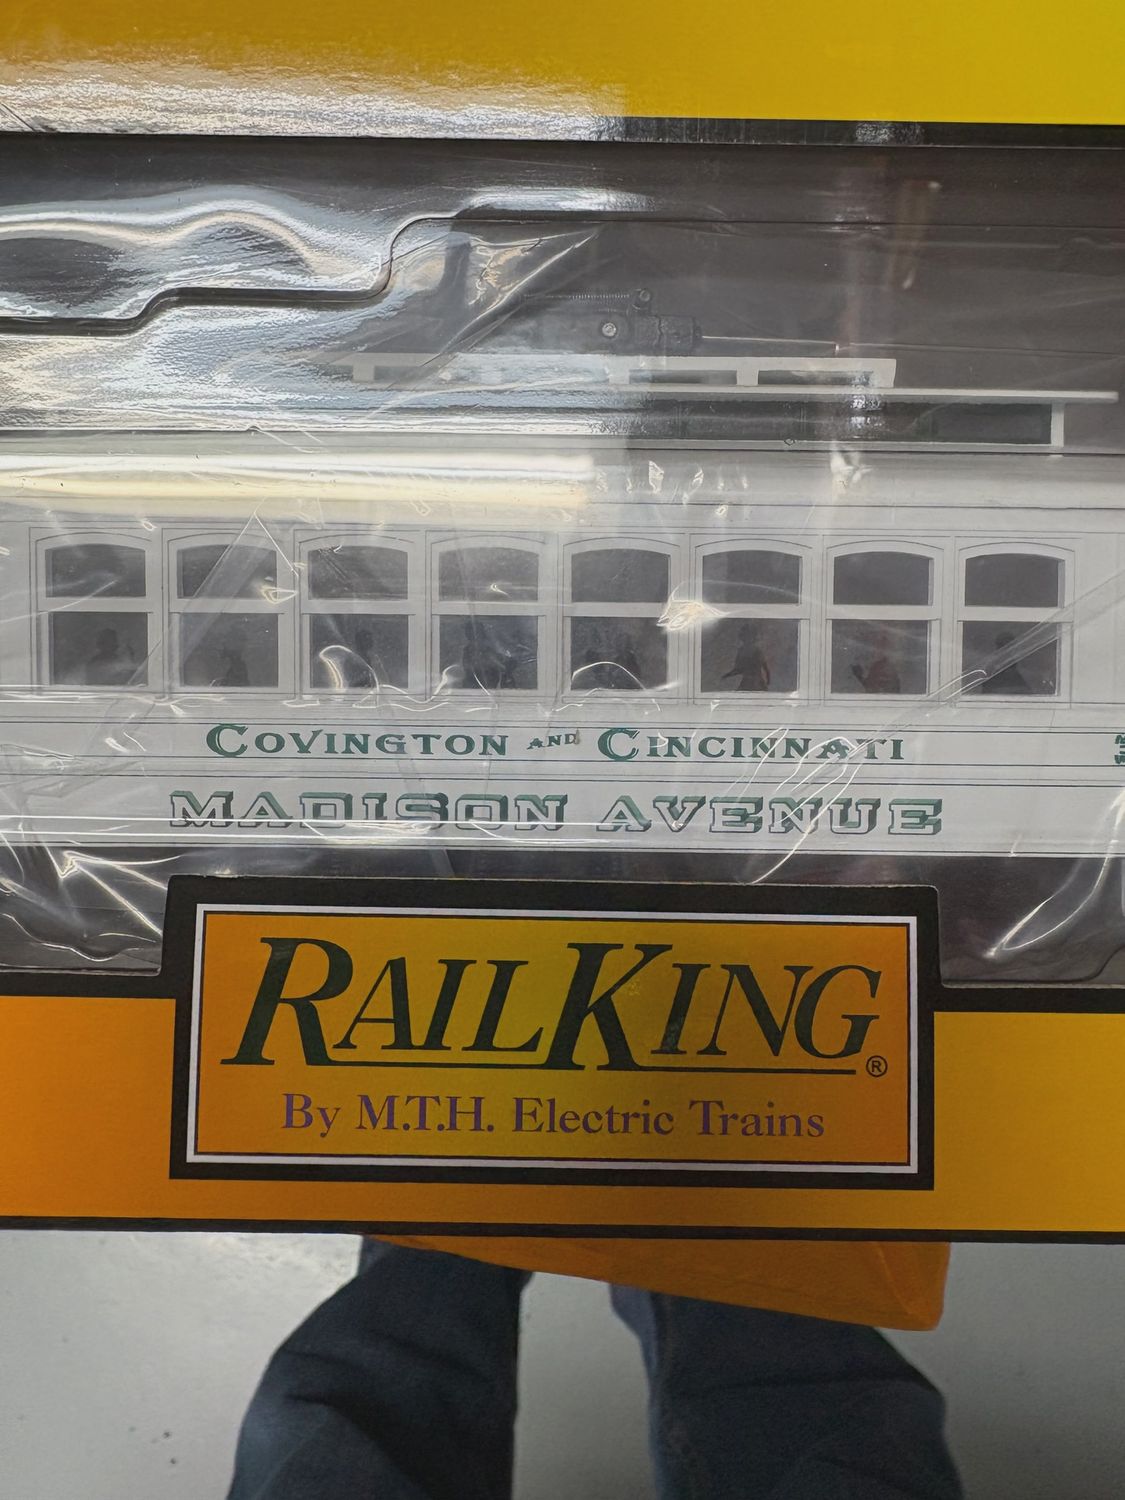 COVINGTON AND CINCINNATI
MADISON AVENUE
RAILKING®
By M.T.H. Electric Trains